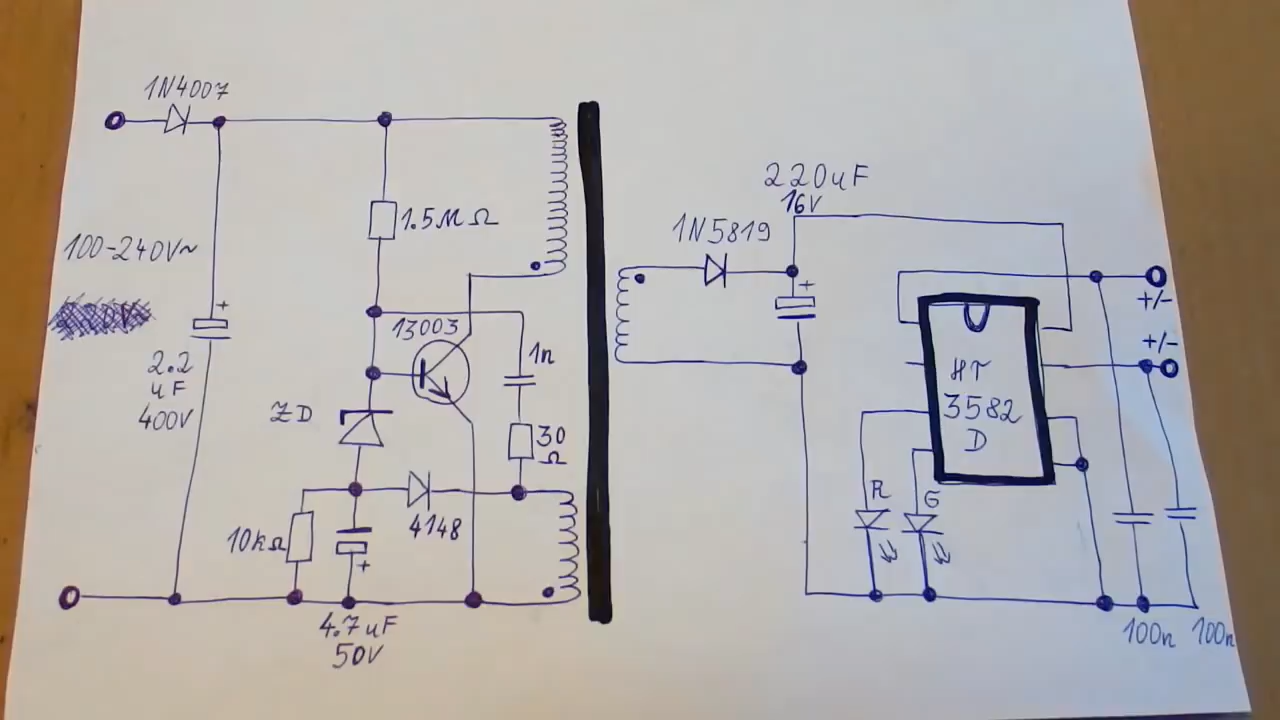 1N4007
100-240V~
+
2.2
uF
400V
1.5MΩ
13003
1n
30
Ω
ZD
4148
10kΩ
+
4.7uF
50V
220uF
16V
1N5819
+
HT
3582
D
R
G
+/-
+/-
100n
100n